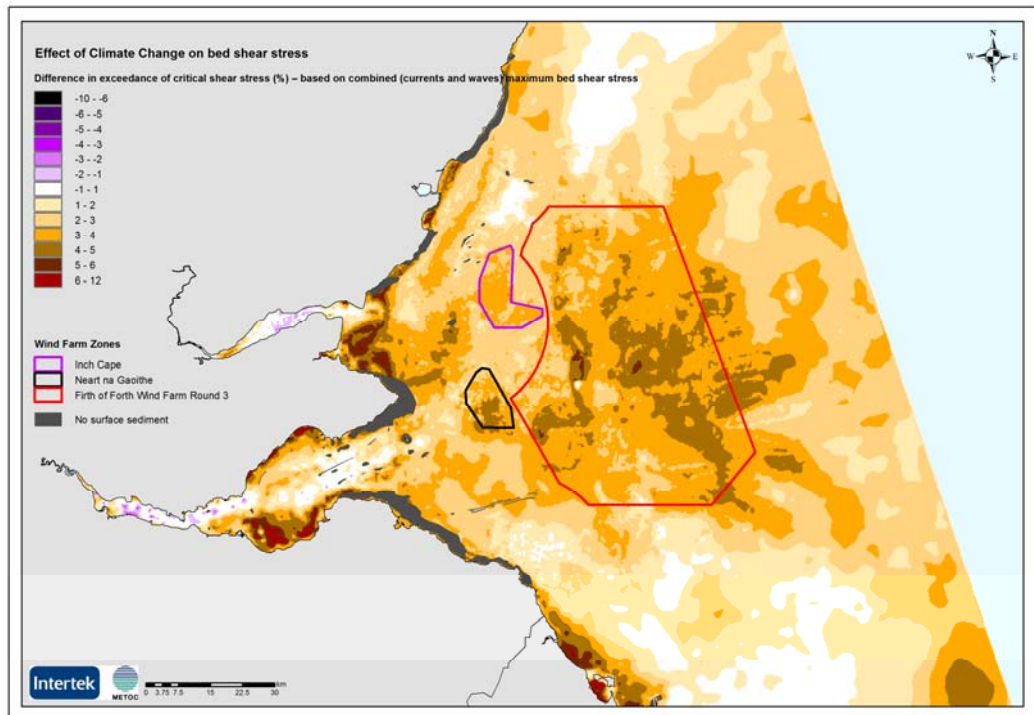 Effect of Climate Change on bed shear stress
Difference in exceedance of critical shear stress (%) – based on combined (currents and waves) maximum bed shear stress
-10 - -6
-6 - -5
-5 - -4
-4 - -3
-3 - -2
-2 - -1
-1 - 1
1 - 2
2 - 3
3 - 4
4 - 5
5 - 6
6 - 12
Wind Farm Zones
Inch Cape
Neart na Gaoithe
Firth of Forth Wind Farm Round 3
No surface sediment
N
W E
S
Intertek
METOC
km
0 3.75 7.5 15 22.5 30